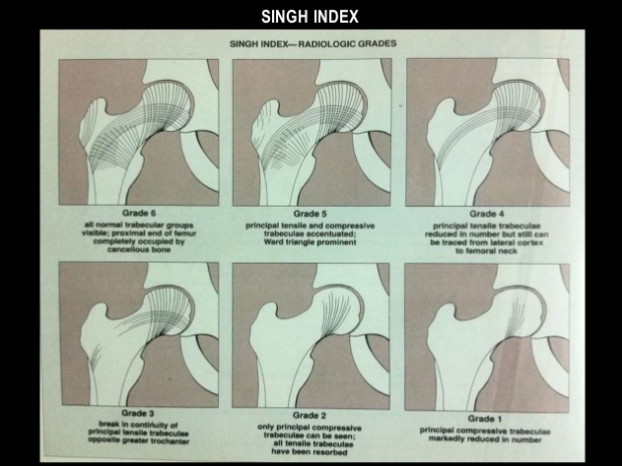 SINGH INDEX
SINGH INDEX—RADIOLOGIC GRADES
Grade 6
all normal trabecular groups
visible; proximal end of femur
completely occupied by
cancellous bone
Grade 5
principal tensile and compressive
trabeculae accentuated;
Ward triangle prominent
Grade 4
principal tensile trabeculae
reduced in number but still can
be traced from lateral cortex
to femoral neck
Grade 3
break in continuity of
principal tensile trabeculae
opposite greater trochanter
Grade 2
only principal compressive
trabeculae can be seen;
all tensile trabeculae
have been resorbed
Grade 1
principal compressive trabeculae
markedly reduced in number